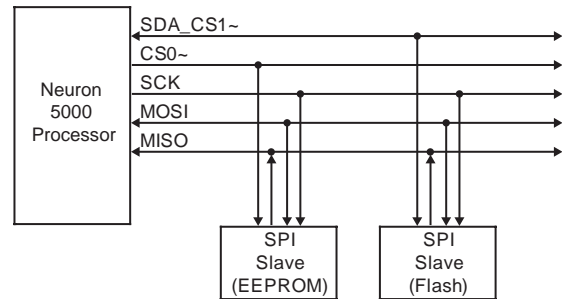 SDA_CS1~
CS0~
SCK
MOSI
MISO
Neuron
5000
Processor
SPI
Slave
(EEPROM)
SPI
Slave
(Flash)